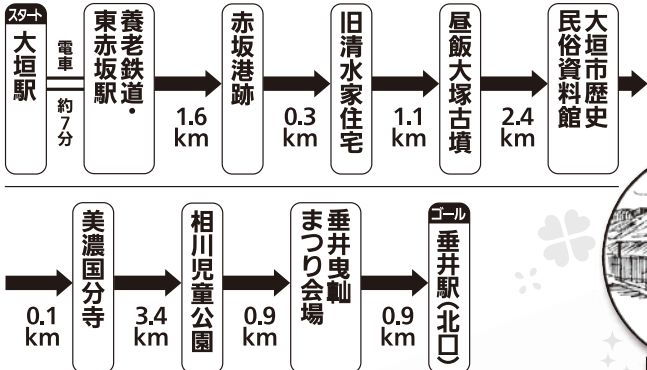 スタート
大垣駅
電車
約7分
養老鉄道・
東赤坂駅
1.6
km
赤坂港跡
0.3
km
旧清水家住宅
1.1
km
昼飯大塚古墳
2.4
km
大垣市歴史
民俗資料館
0.1
km
美濃国分寺
3.4
km
相川児童公園
0.9
km
垂井曳𨊂
まつり会場
0.9
km
ゴール
垂井駅(北口)